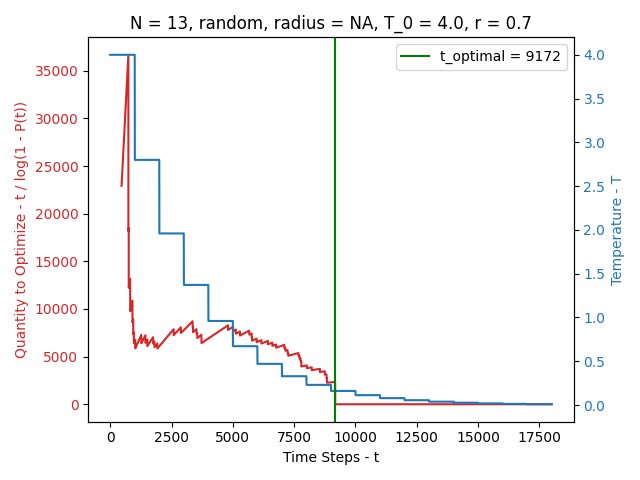 N = 13, random, radius = NA, T_0 = 4.0, r = 0.7
t_optimal = 9172
Quantity to Optimize - t / log(1 - P(t))
35000
30000
25000
20000
15000
10000
5000
0
4.0
3.5
3.0
2.5
2.0
1.5
1.0
0.5
0.0
Temperature - T
0 2500 5000 7500 10000 12500 15000 17500
Time Steps - t